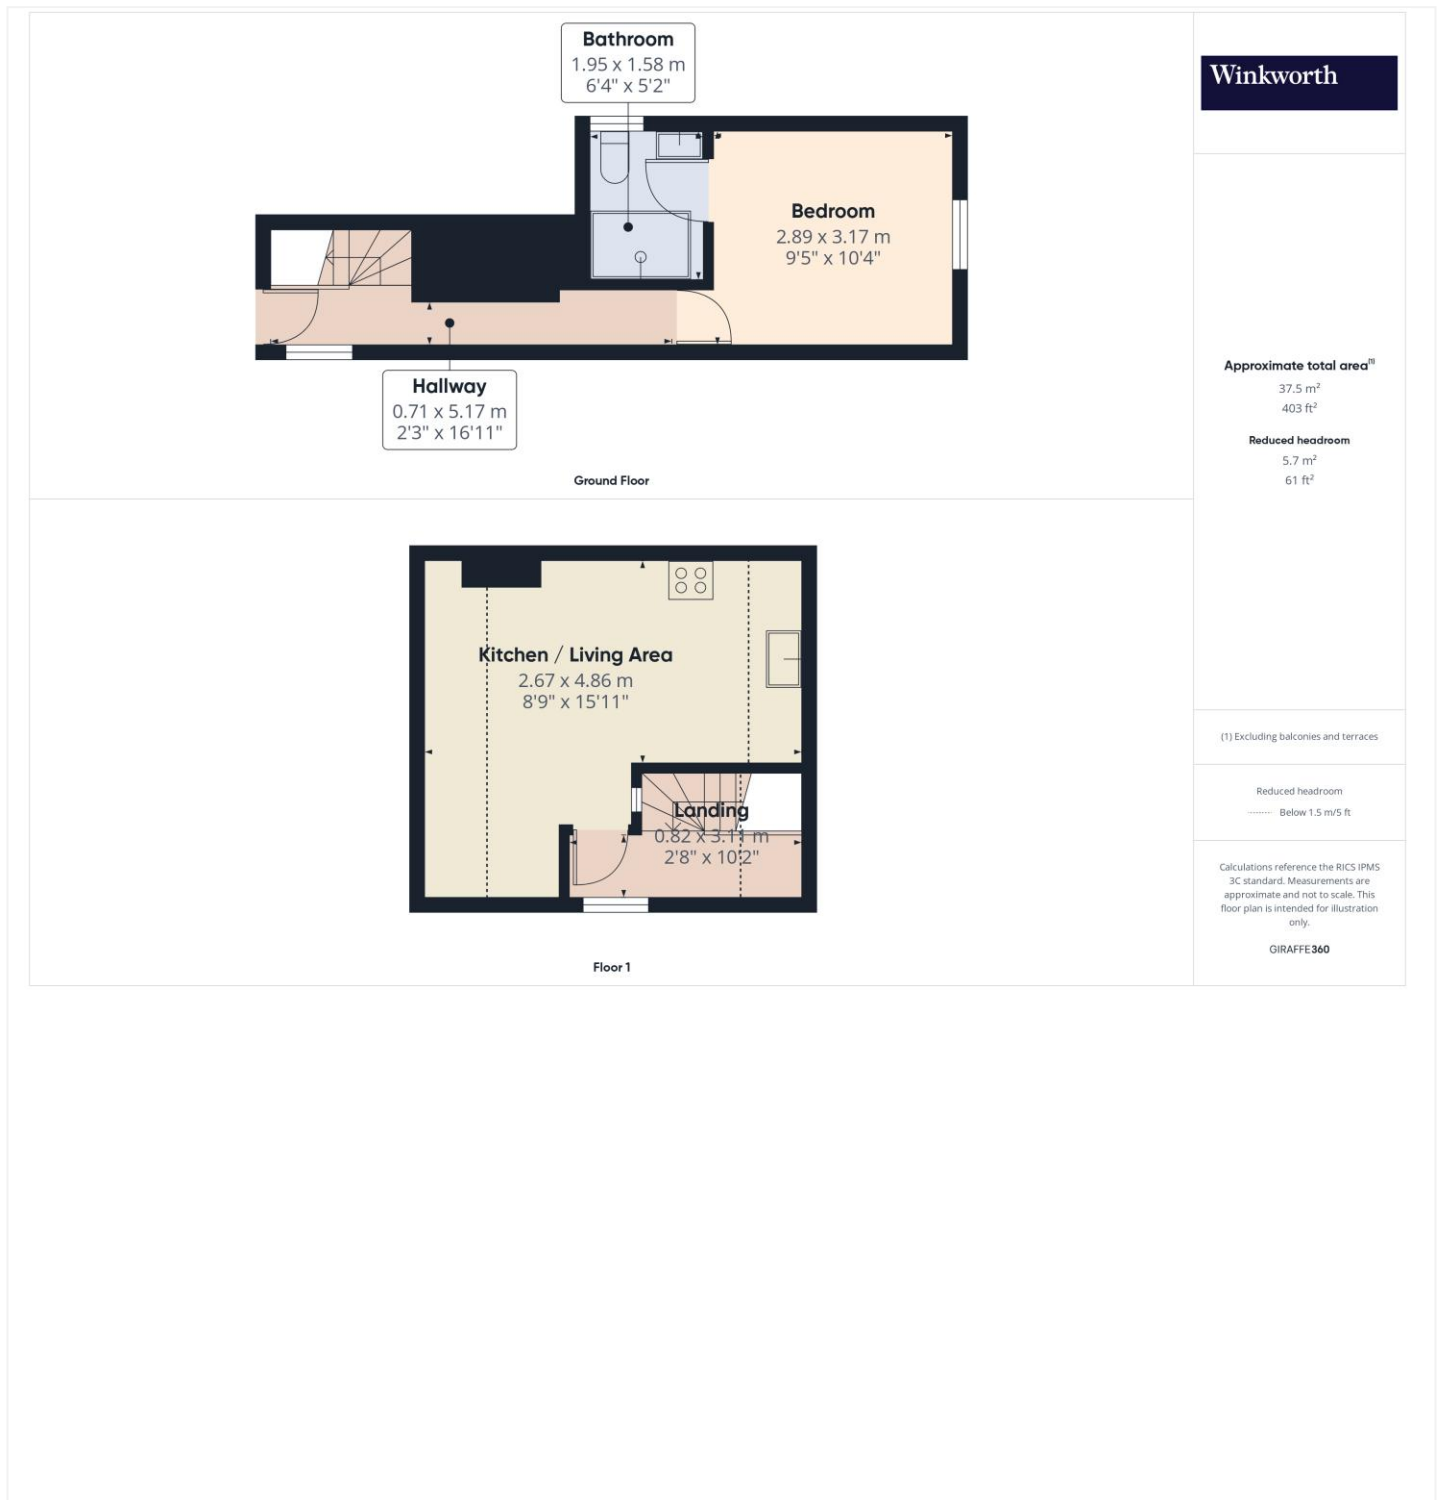 Bathroom
1.95 x 1.58 m
6'4" x 5'2"
Bedroom
2.89 x 3.17 m
9'5" x 10'4"
Hallway
0.71 x 5.17 m
2'3" x 16'11"
Ground Floor
Kitchen / Living Area
2.67 x 4.86 m
8'9" x 15'11"
Landing
0.82 x 3.11 m
2'8" x 10'2"
Floor 1
Winkworth
Approximate total area(1)
37.5 m²
403 ft²
Reduced headroom
5.7 m²
61 ft²
(1) Excluding balconies and terraces
Reduced headroom
Below 1.5 m/5 ft
Calculations reference the RICS IPMS
3C standard. Measurements are
approximate and not to scale. This
floor plan is intended for illustration
only.
GIRAFFE360